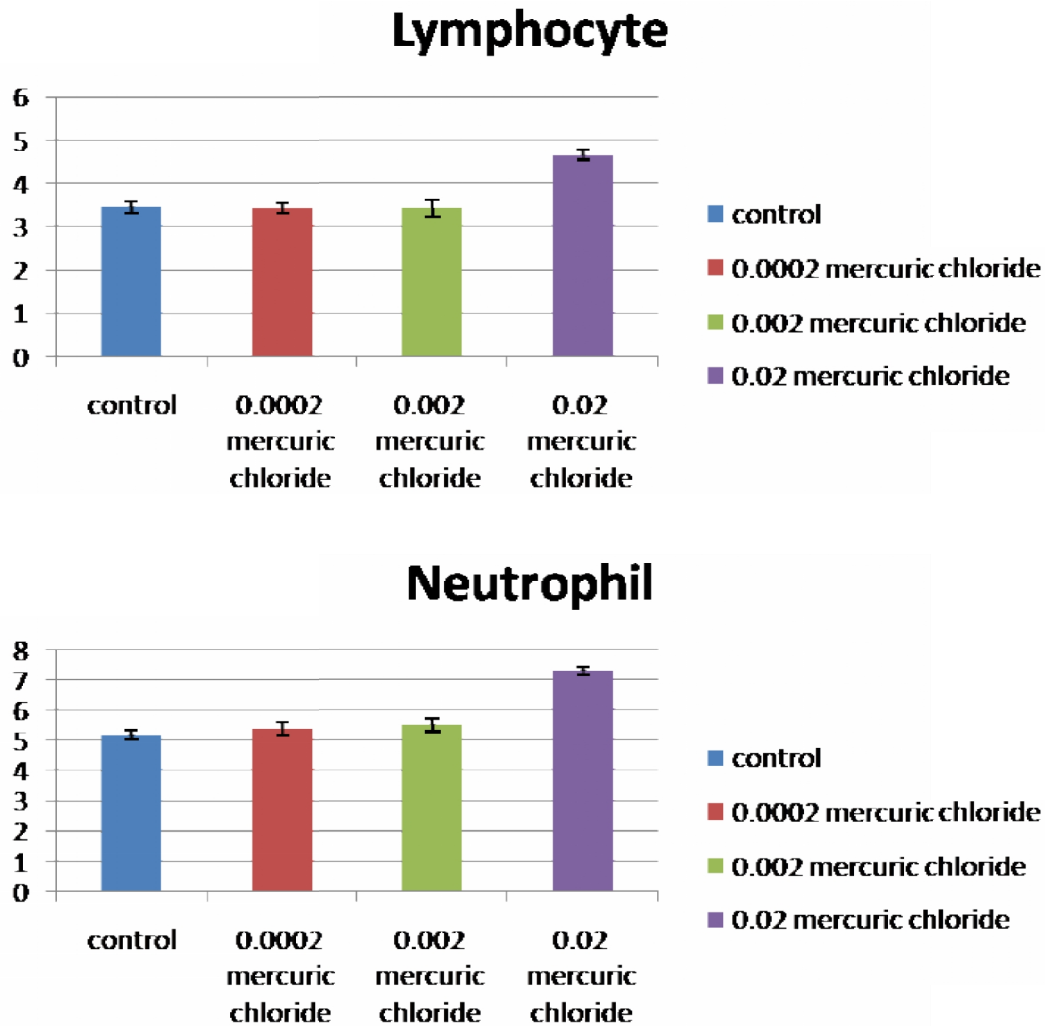 Lymphocyte
6
5
4
3
2
1
0
control
0.0002
mercuric
chloride
0.002
mercuric
chloride
0.02
mercuric
chloride
control
0.0002 mercuric chloride
0.002 mercuric chloride
0.02 mercuric chloride
Neutrophil
8
7
6
5
4
3
2
1
0
control
0.0002
mercuric
chloride
0.002
mercuric
chloride
0.02
mercuric
chloride
control
0.0002 mercuric chloride
0.002 mercuric chloride
0.02 mercuric chloride